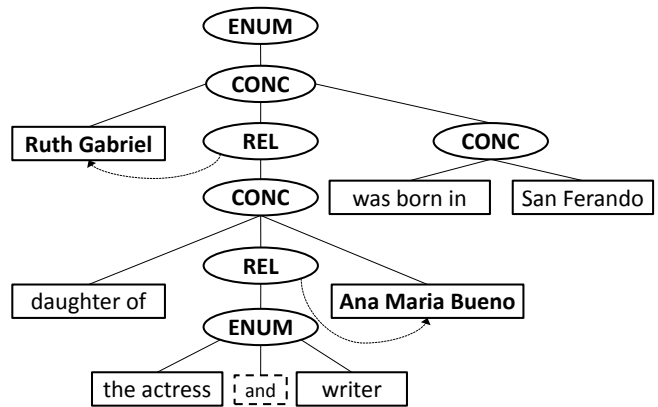 ENUM
CONC
Ruth Gabriel REL CONC
CONC was born in San Ferando
REL
daughter of Ana Maria Bueno
ENUM
the actress and writer